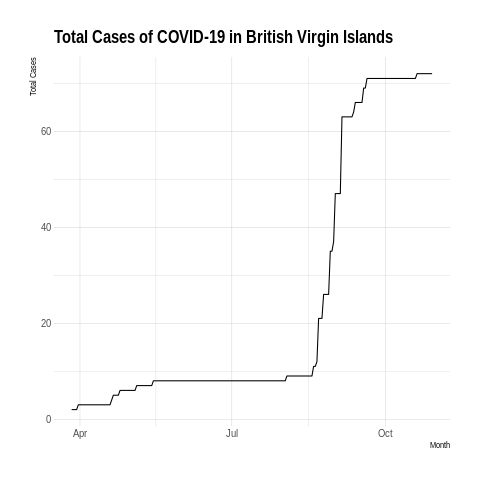 Total Cases of COVID-19 in British Virgin Islands
Total Cases
60
40
20
0
Apr Jul Oct
Month